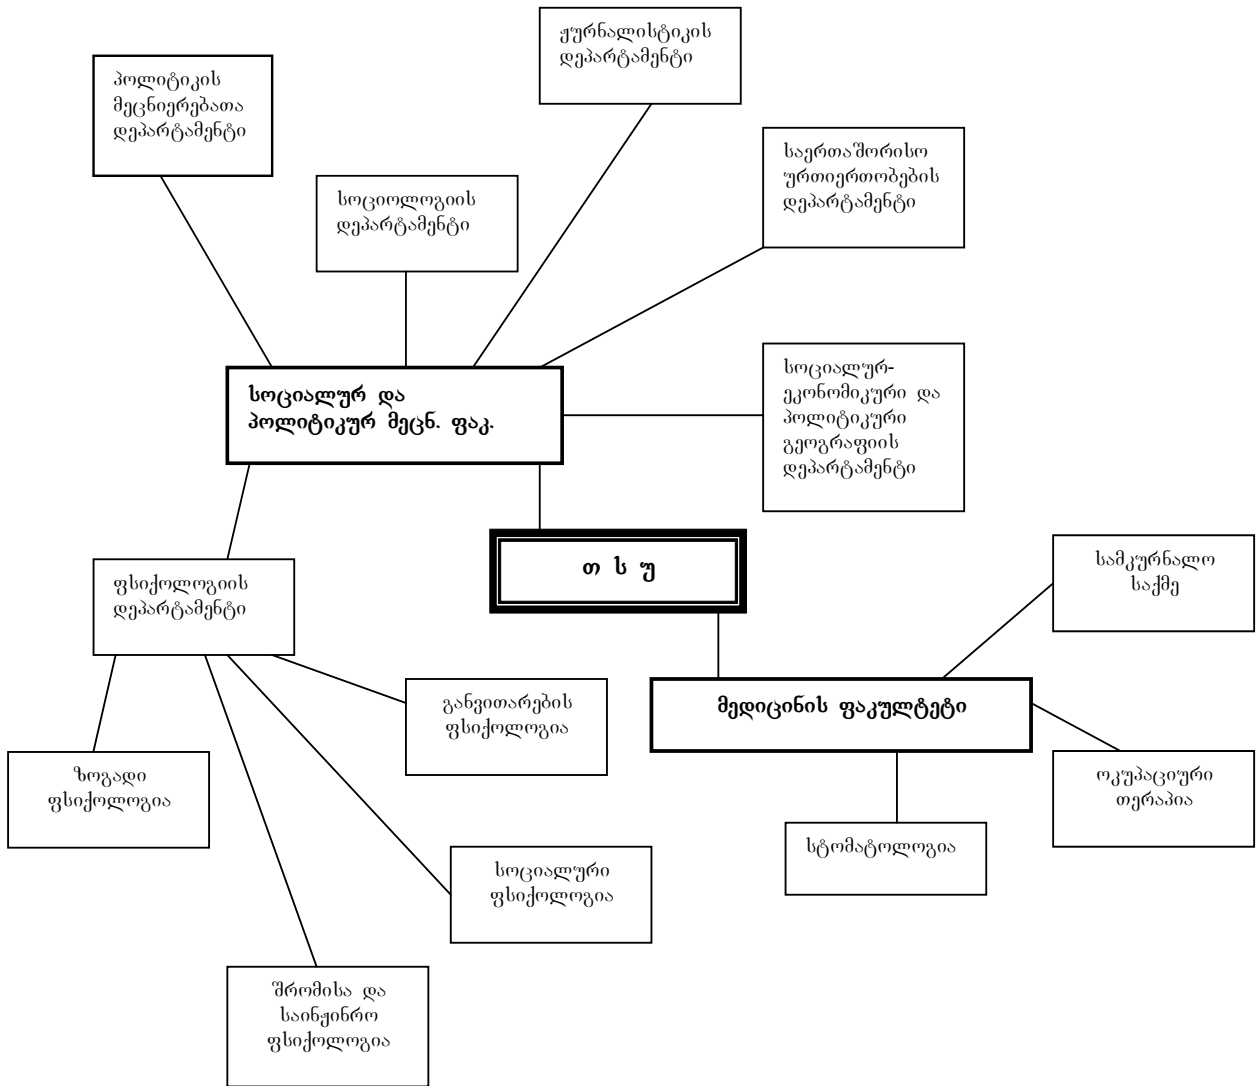 ჟურნალისტიკის
დეპარტამენტი
პოლიტიკის
მეცნიერებათა
დეპარტამენტი
საერთაშორისო
ურთიერთობების
დეპარტამენტი
სოციოლოგიის
დეპარტამენტი
სოციალურ და
პოლიტიკურ მეცნ. ფაკ.
სოციალურ-
ეკონომიკური და
პოლიტიკური
გეოგრაფიის
დეპარტამენტი
თ ს უ
ფსიქოლოგიის
დეპარტამენტი
სამკურნალო
საქმე
განვითარების
ფსიქოლოგია
მედიცინის ფაკულტეტი
ზოგადი
ფსიქოლოგია
ოკუპაციური
თერაპია
სტომატოლოგია
სოციალური
ფსიქოლოგია
შრომისა და
საინჟინრო
ფსიქოლოგია